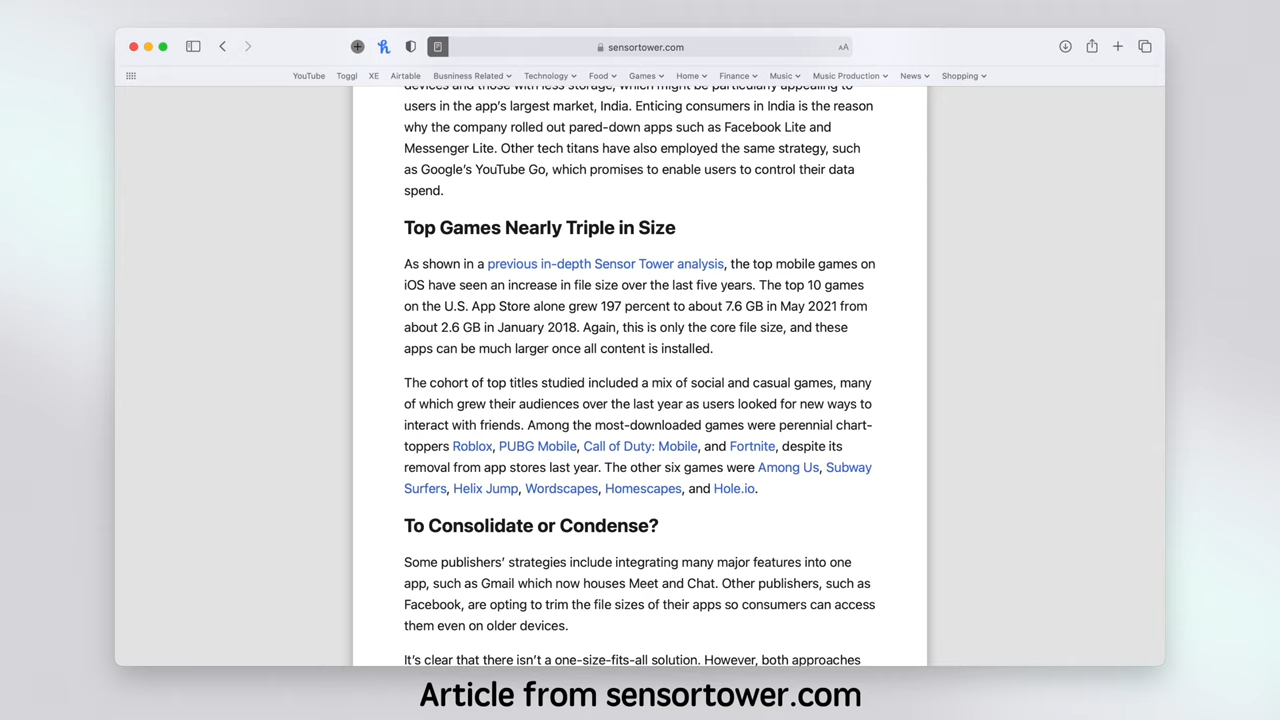 sensortower.com
YouTube Toggl XE Airtable Busniness Related Technology Food Games Home Finance Music Music Production News Shopping
devices and those with less storage, which might be particularly appealing to
users in the app's largest market, India. Enticing consumers in India is the reason
why the company rolled out pared-down apps such as Facebook Lite and
Messenger Lite. Other tech titans have also employed the same strategy, such
as Google's YouTube Go, which promises to enable users to control their data
spend.
Top Games Nearly Triple in Size
As shown in a previous in-depth Sensor Tower analysis, the top mobile games on
iOS have seen an increase in file size over the last five years. The top 10 games
on the U.S. App Store alone grew 197 percent to about 7.6 GB in May 2021 from
about 2.6 GB in January 2018. Again, this is only the core file size, and these
apps can be much larger once all content is installed.
The cohort of top titles studied included a mix of social and casual games, many
of which grew their audiences over the last year as users looked for new ways to
interact with friends. Among the most-downloaded games were perennial chart-
toppers Roblox, PUBG Mobile, Call of Duty: Mobile, and Fortnite, despite its
removal from app stores last year. The other six games were Among Us, Subway
Surfers, Helix Jump, Wordscapes, Homescapes, and Hole.io.
To Consolidate or Condense?
Some publishers' strategies include integrating many major features into one
app, such as Gmail which now houses Meet and Chat. Other publishers, such as
Facebook, are opting to trim the file sizes of their apps so consumers can access
them even on older devices.
It's clear that there isn't a one-size-fits-all solution. However, both approaches
Article from sensortower.com